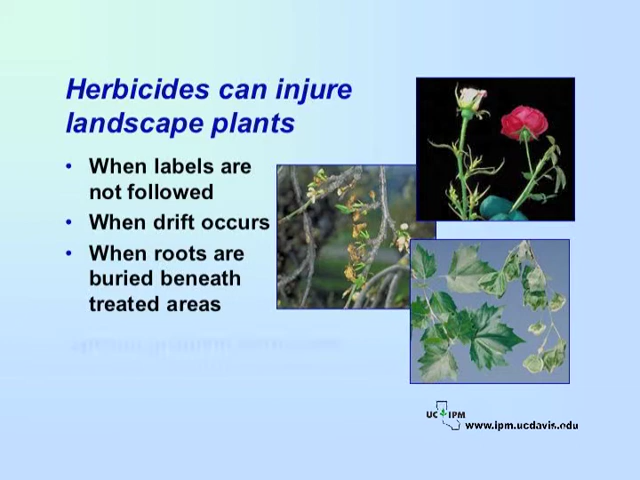 Herbicides can injure
landscape plants
• When labels are
not followed
• When drift occurs
• When roots are
buried beneath
treated areas
UC IPM
www.ipm.ucdavis.edu